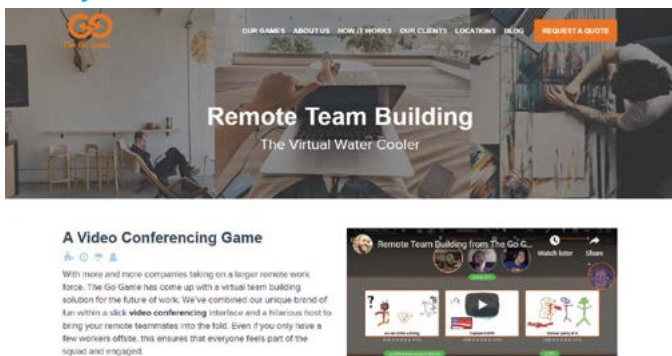 GO
The Go Game
OUR GAMES ABOUT US HOW IT WORKS OUR CLIENTS LOCATIONS BLOG REQUEST A QUOTE
Remote Team Building
The Virtual Water Cooler
A Video Conferencing Game
With more and more companies taking on a larger remote work
force. The Go Game has come up with a virtual team building
solution for the future of work. We've combined our unique brand of
fun within a slick video conferencing interface and a hilarious host to
bring your remote teammates into the fold. Even if you only have a
few workers offsite, this ensures that everyone feels part of the
squad and engaged.
Remote Team Building from The Go G...
Watch later Share